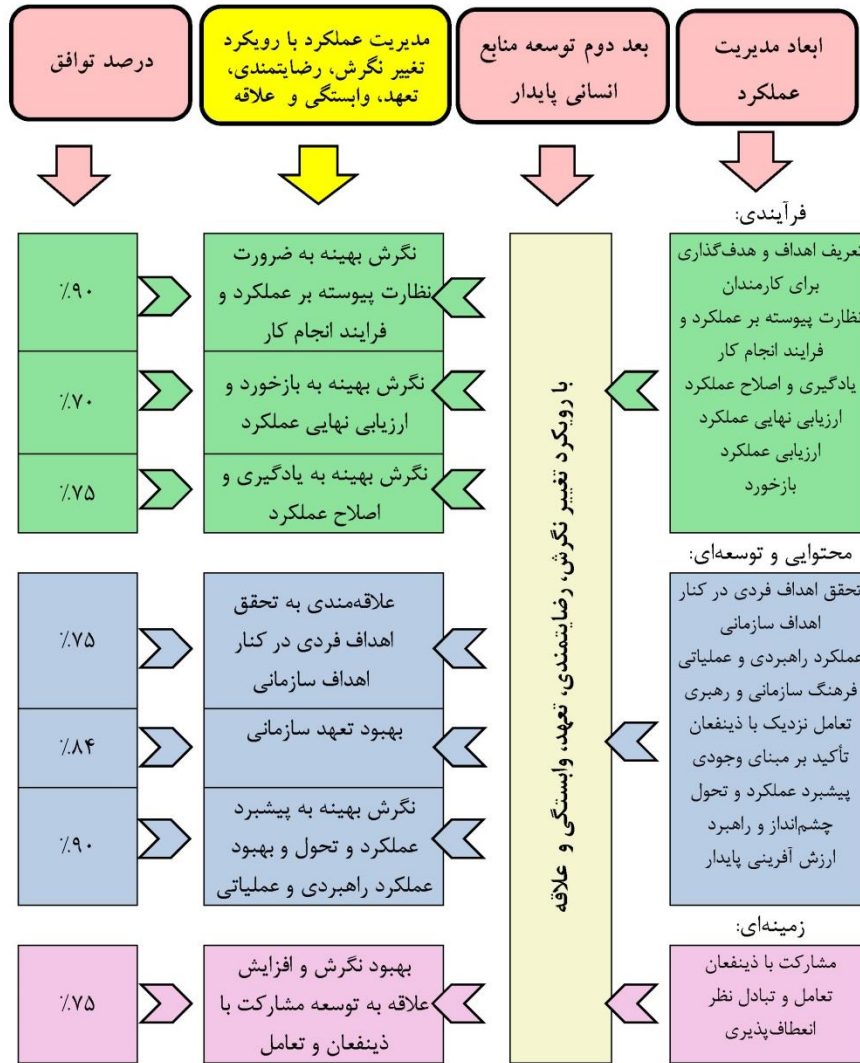 ابعاد مدیریت
عملکرد
بعد دوم توسعه منابع
انسانی پایدار
مدیریت عملکرد با رویکرد
تغییر نگرش، رضایتمندی،
تعهد، وابستگی و علاقه
درصد توافق
فرآیندی:
تعریف اهداف و هدف‌گذاری
برای کارمندان
نظارت پیوسته بر عملکرد و
فرایند انجام کار
یادگیری و اصلاح عملکرد
ارزیابی نهایی عملکرد
ارزیابی عملکرد
بازخورد
محتوایی و توسعه‌ای:
تحقق اهداف فردی در کنار
اهداف سازمانی
عملکرد راهبردی و عملیاتی
فرهنگ سازمانی و رهبری
تعامل نزدیک با ذینفعان
تأکید بر مبنای وجودی
پیشبرد عملکرد و تحول
چشم‌انداز و راهبرد
ارزش آفرینی پایدار
زمینه‌ای:
مشارکت با ذینفعان
تعامل و تبادل نظر
انعطاف‌پذیری
با رویکرد تغییر نگرش، رضایتمندی، تعهد، وابستگی و علاقه
نگرش بهینه به ضرورت
نظارت پیوسته بر عملکرد و
فرایند انجام کار
٪۹۰
نگرش بهینه به بازخورد و
ارزیابی نهایی عملکرد
٪۷۰
نگرش بهینه به یادگیری و
اصلاح عملکرد
٪۷۵
علاقه‌مندی به تحقق
اهداف فردی در کنار
اهداف سازمانی
٪۷۵
بهبود تعهد سازمانی
٪۸۴
نگرش بهینه به پیشبرد
عملکرد و تحول و بهبود
عملکرد راهبردی و عملیاتی
٪۹۰
بهبود نگرش و افزایش
علاقه به توسعه مشارکت با
ذینفعان و تعامل
٪۷۵